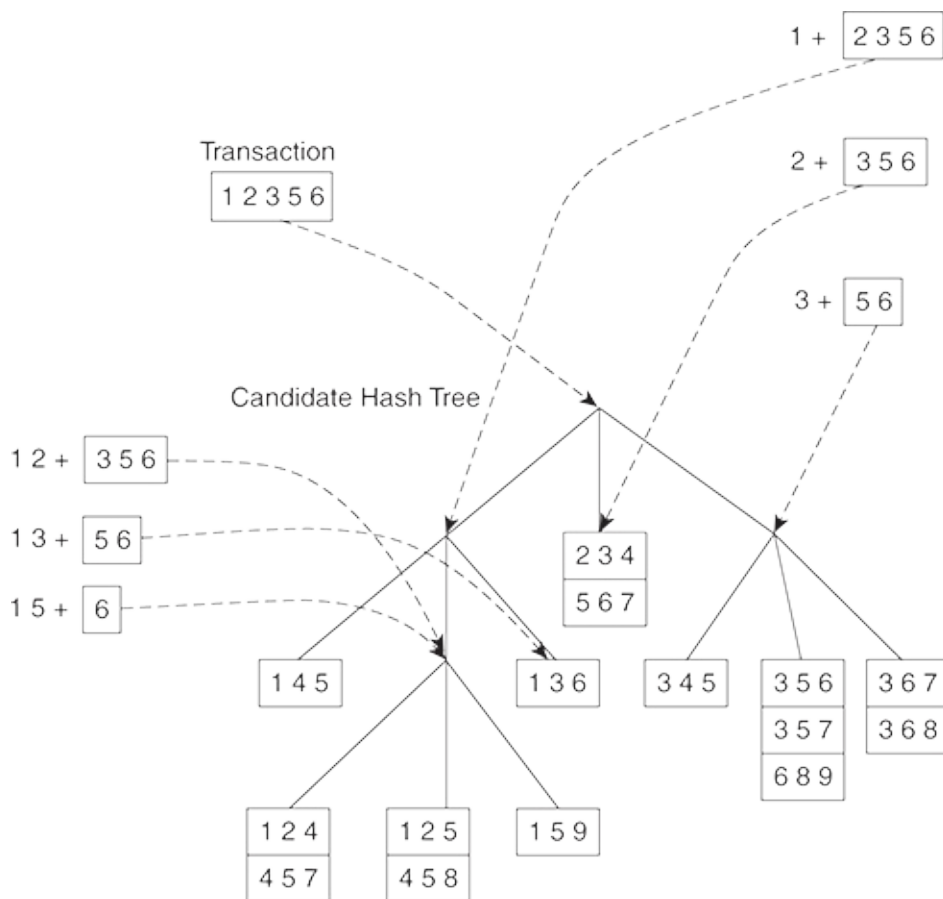 1 + 2 3 5 6
Transaction
1 2 3 5 6
2 + 3 5 6
3 + 5 6
Candidate Hash Tree
1 2 + 3 5 6
1 3 + 5 6
1 5 + 6
2 3 4
5 6 7
1 4 5
1 3 6
3 4 5
3 5 6
3 5 7
6 8 9
3 6 7
3 6 8
1 2 4
4 5 7
1 2 5
4 5 8
1 5 9